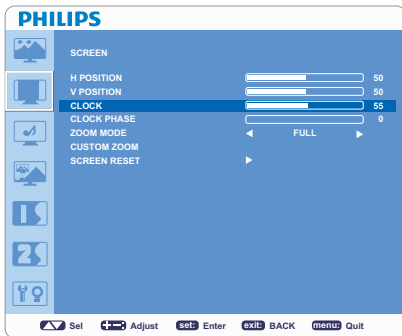 PHILIPS
SCREEN
H POSITION 50
V POSITION 50
CLOCK 55
CLOCK PHASE 0
ZOOM MODE FULL
CUSTOM ZOOM
SCREEN RESET
Sel Adjust set: Enter exit: BACK menu: Quit